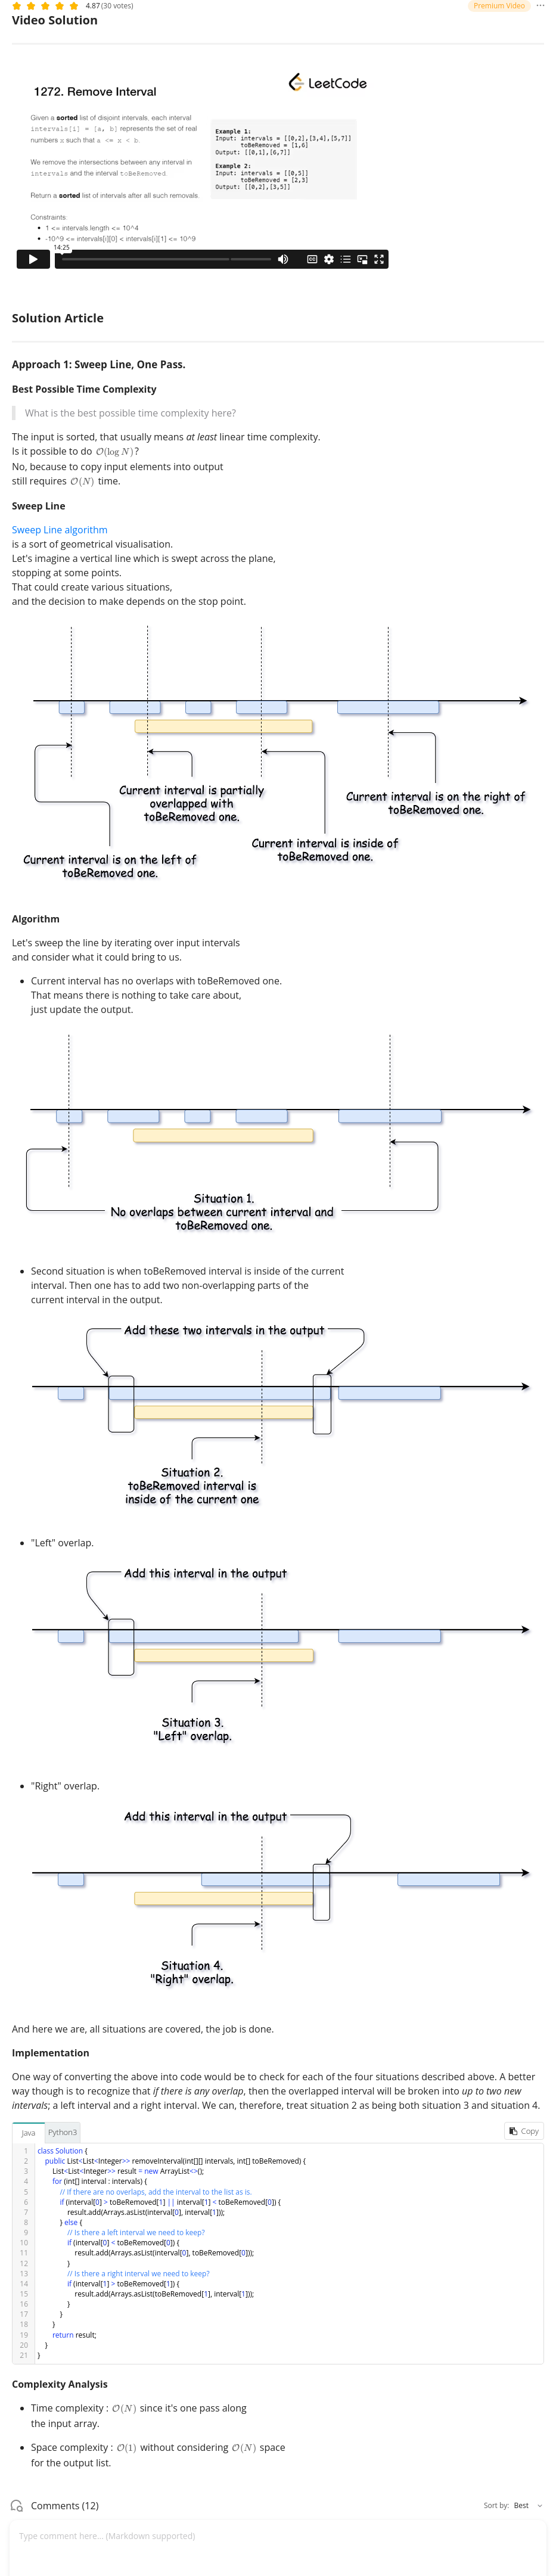 4.87 (30 votes)
Premium Video
Video Solution
LeetCode
1272. Remove Interval
Given a sorted list of disjoint intervals, each interval
intervals[i] = [a, b] represents the set of real
numbers x such that a <= x < b.
We remove the intersections between any interval in
intervals and the interval toBeRemoved.
Return a sorted list of intervals after all such removals.
Constraints:
1 <= intervals.length <= 10^4
-10^9 <= intervals[i][0] < intervals[i][1] <= 10^9
Example 1:
Input: intervals = [[0,2],[3,4],[5,7]]
toBeRemoved = [1,6]
Output: [[0,1],[6,7]]
Example 2:
Input: intervals = [[0,5]]
toBeRemoved = [2,3]
Output: [[0,2],[3,5]]
14:25
CC
Solution Article
Approach 1: Sweep Line, One Pass.
Best Possible Time Complexity
What is the best possible time complexity here?
The input is sorted, that usually means at least linear time complexity.
Is it possible to do O(log N)?
No, because to copy input elements into output
still requires O(N) time.
Sweep Line
Sweep Line algorithm
is a sort of geometrical visualisation.
Let's imagine a vertical line which is swept across the plane,
stopping at some points.
That could create various situations,
and the decision to make depends on the stop point.
Current interval is partially
overlapped with
toBeRemoved one.
Current interval is on the right of
toBeRemoved one.
Current interval is inside of
toBeRemoved one.
Current interval is on the left of
toBeRemoved one.
Algorithm
Let's sweep the line by iterating over input intervals
and consider what it could bring to us.
Current interval has no overlaps with toBeRemoved one.
That means there is nothing to take care about,
just update the output.
Situation 1.
No overlaps between current interval and
toBeRemoved one.
Second situation is when toBeRemoved interval is inside of the current
interval. Then one has to add two non-overlapping parts of the
current interval in the output.
Add these two intervals in the output
Situation 2.
toBeRemoved interval is
inside of the current one
"Left" overlap.
Add this interval in the output
Situation 3.
"Left" overlap.
"Right" overlap.
Add this interval in the output
Situation 4.
"Right" overlap.
And here we are, all situations are covered, the job is done.
Implementation
One way of converting the above into code would be to check for each of the four situations described above. A better
way though is to recognize that if there is any overlap, then the overlapped interval will be broken into up to two new
intervals; a left interval and a right interval. We can, therefore, treat situation 2 as being both situation 3 and situation 4.
Java
Python3
Copy
1 class Solution {
2 public List<List<Integer>> removeInterval(int[][] intervals, int[] toBeRemoved) {
3 List<List<Integer>> result = new ArrayList<>();
4 for (int[] interval : intervals) {
5 // If there are no overlaps, add the interval to the list as is.
6 if (interval[0] > toBeRemoved[1] || interval[1] < toBeRemoved[0]) {
7 result.add(Arrays.asList(interval[0], interval[1]));
8 } else {
9 // Is there a left interval we need to keep?
10 if (interval[0] < toBeRemoved[0]) {
11 result.add(Arrays.asList(interval[0], toBeRemoved[0]));
12 }
13 // Is there a right interval we need to keep?
14 if (interval[1] > toBeRemoved[1]) {
15 result.add(Arrays.asList(toBeRemoved[1], interval[1]));
16 }
17 }
18 }
19 return result;
20 }
21 }
Complexity Analysis
Time complexity : O(N) since it's one pass along
the input array.
Space complexity : O(1) without considering O(N) space
for the output list.
Comments (12)
Sort by: Best
Type comment here... (Markdown supported)